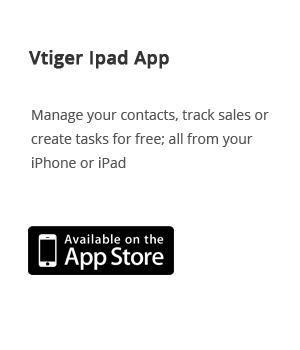 Vtiger Ipad App
Manage your contacts, track sales or
create tasks for free; all from your
iPhone or iPad
Available on the
App Store